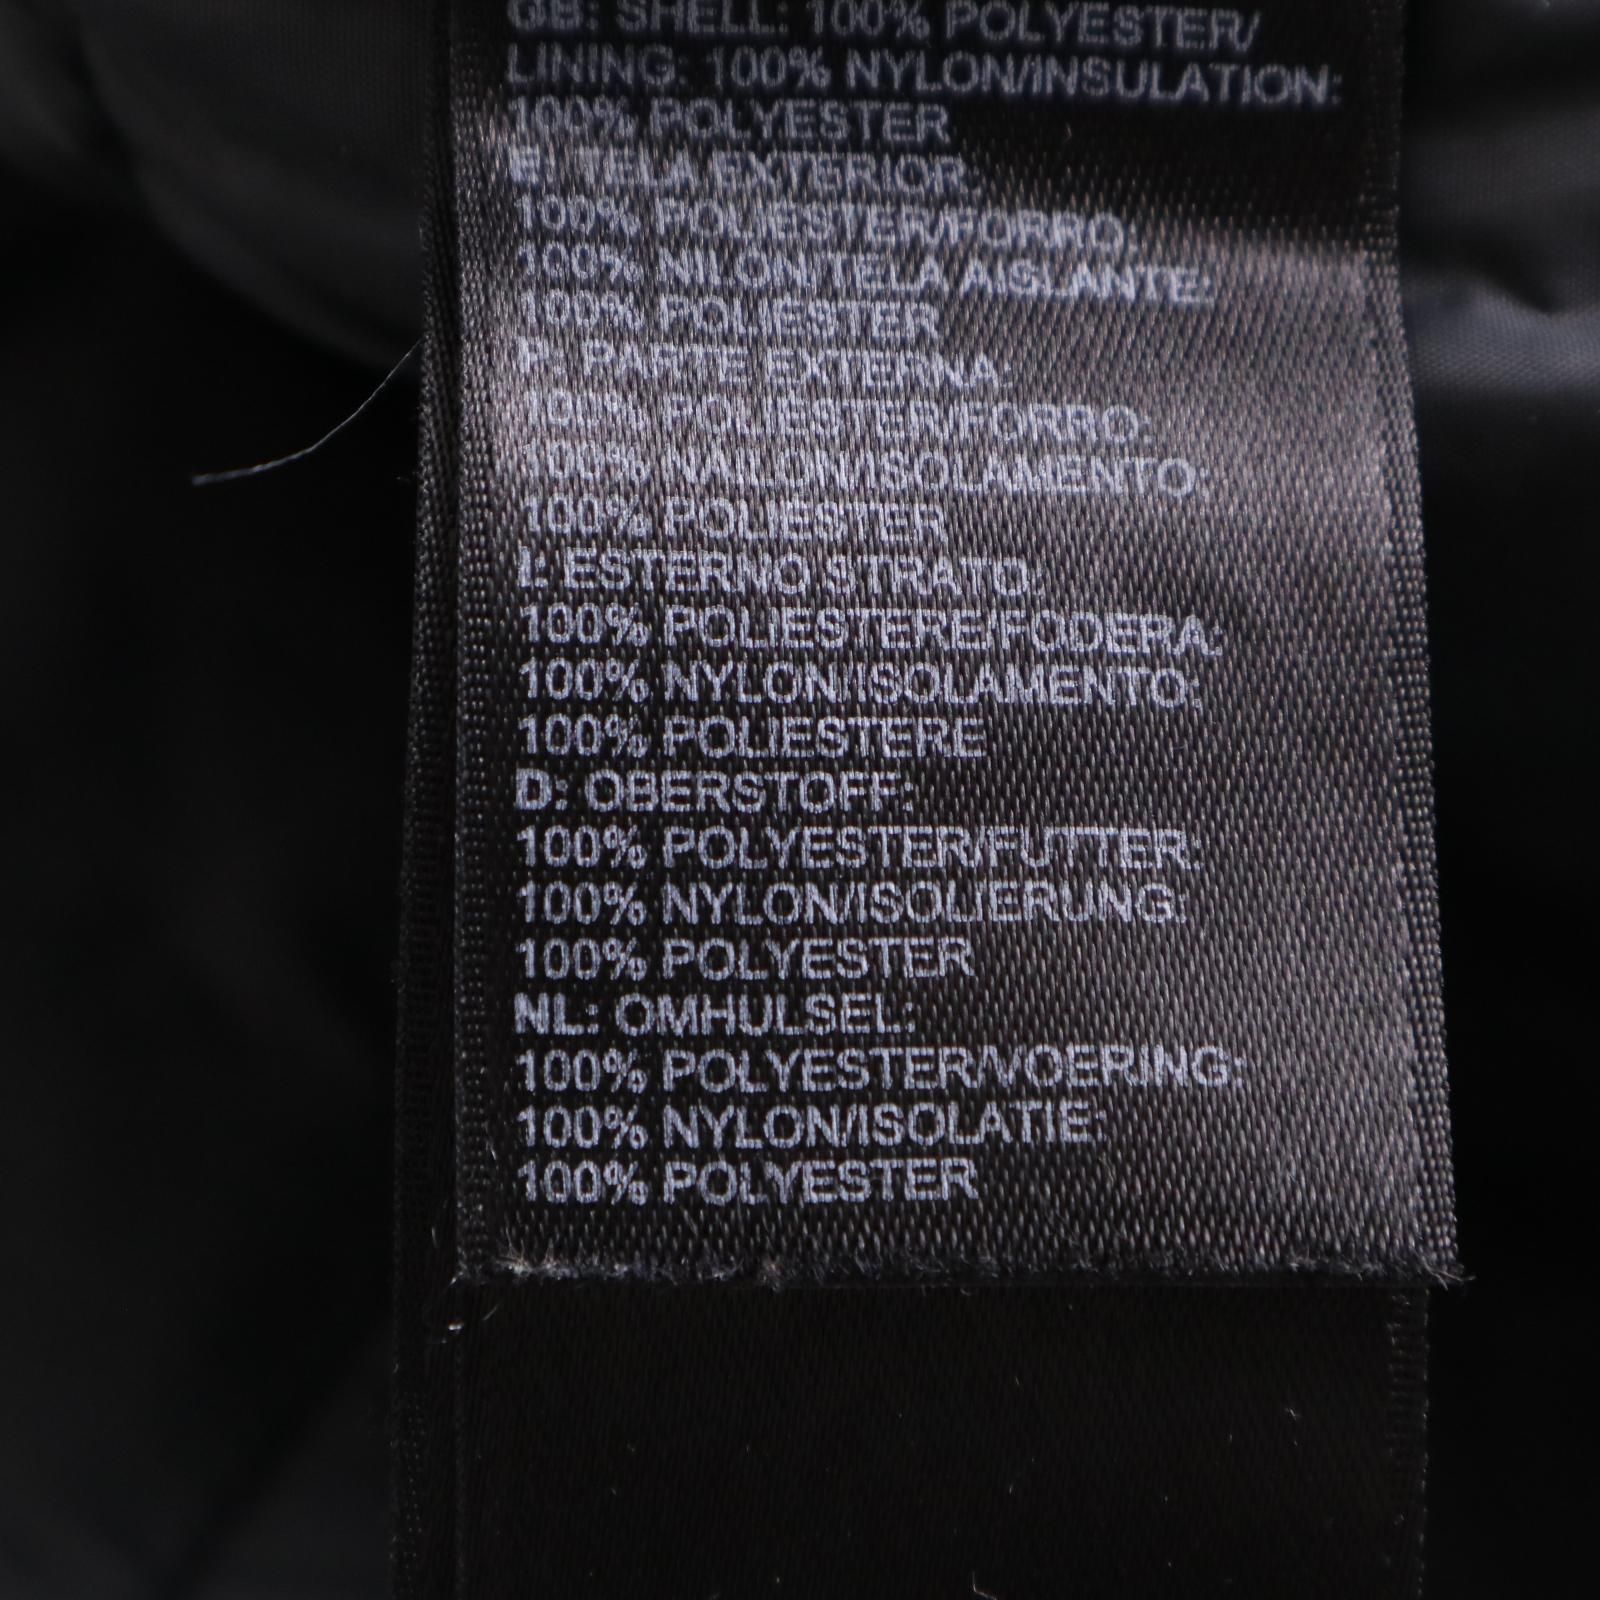 GB: SHELL: 100% POLYESTER/
LINING: 100% NYLON/INSULATION:
100% POLYESTER
E: TELA EXTERIOR:
100% POLIESTER/FORRO:
100% NILON/TELA AISLANTE:
100% POLIESTER
P: PARTE EXTERNA:
100% POLIESTER/FORRO:
100% NAILON/ISOLAMENTO:
100% POLIESTER
I: ESTERNO STRATO:
100% POLIESTERE/FODERA:
100% NYLON/ISOLAMENTO:
100% POLIESTERE
D: OBERSTOFF:
100% POLYESTER/FUTTER:
100% NYLON/ISOLIERUNG:
100% POLYESTER
NL: OMHULSEL:
100% POLYESTER/VOERING:
100% NYLON/ISOLATIE:
100% POLYESTER